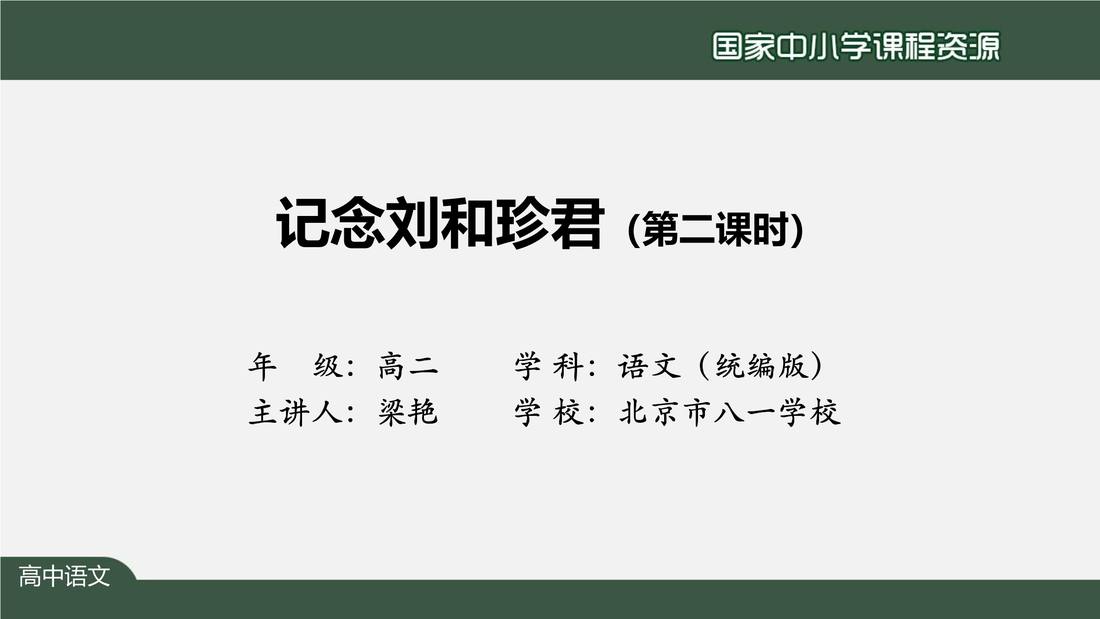 国家中小学课程资源
记念刘和珍君（第二课时）
年　级：高二　　学 科：语文（统编版）
主讲人：梁艳　　学 校：北京市八一学校
高中语文